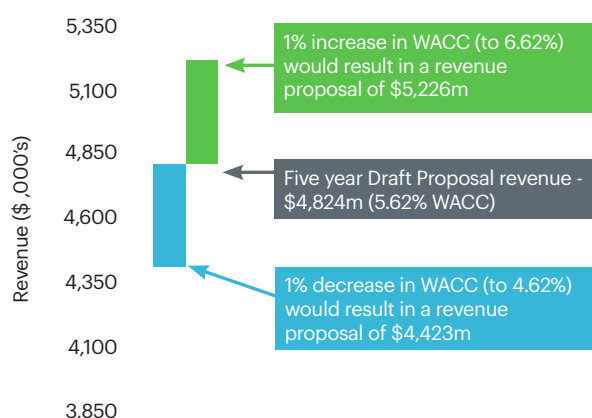 Revenue ($ ,000's)
5,350
5,100
4,850
4,600
4,350
4,100
3,850
1% increase in WACC (to 6.62%)
would result in a revenue
proposal of $5,226m
Five year Draft Proposal revenue -
$4,824m (5.62% WACC)
1% decrease in WACC (to 4.62%)
would result in a revenue
proposal of $4,423m